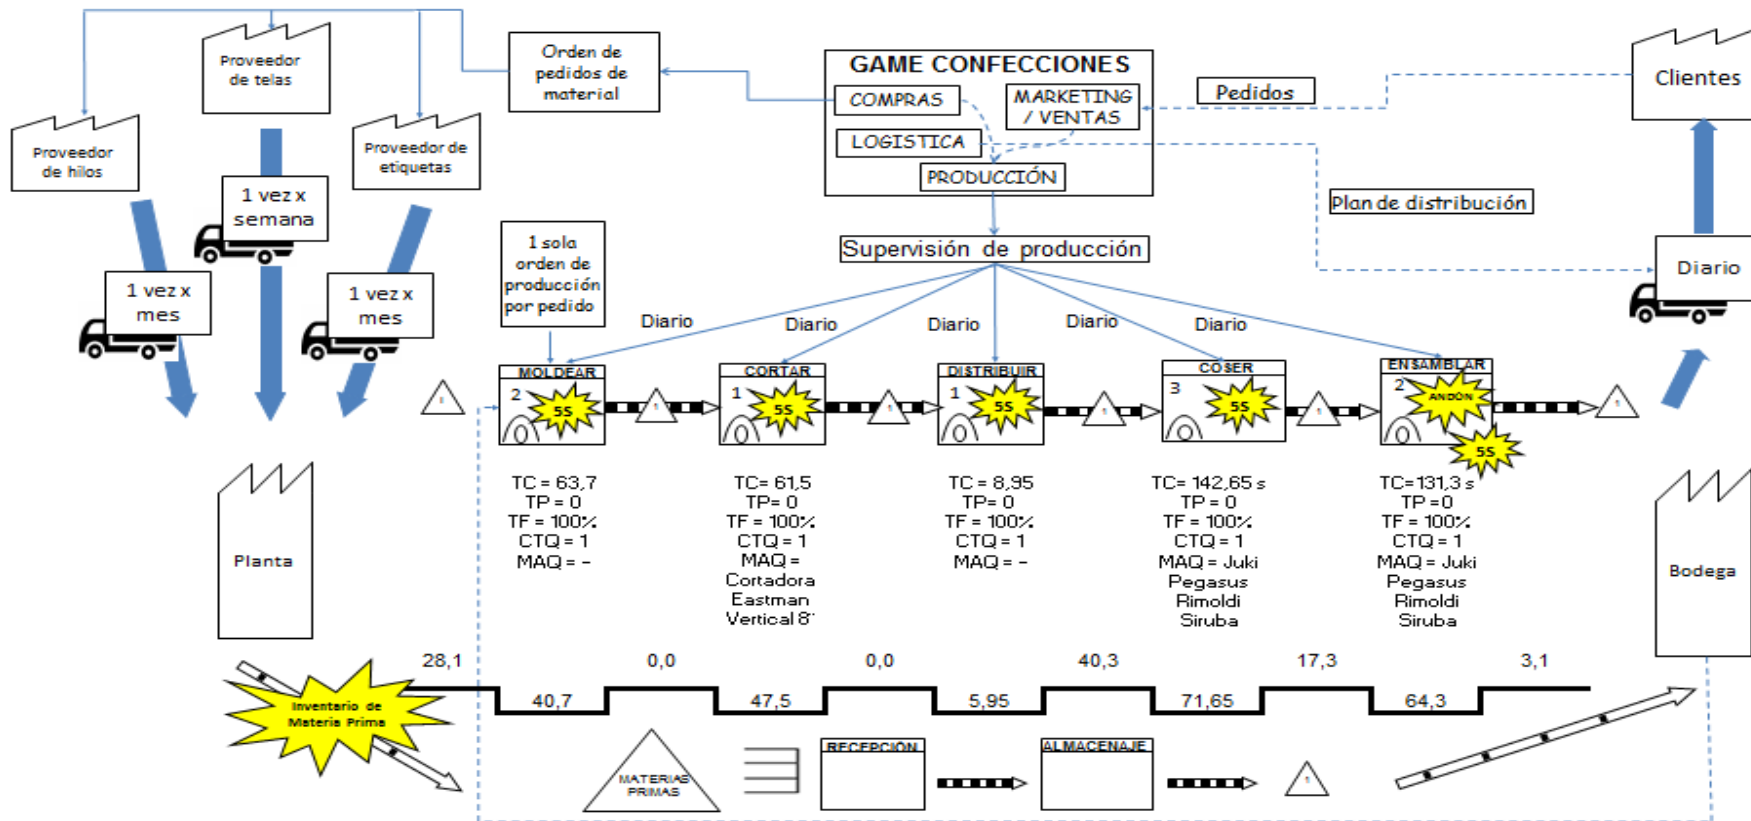 Proveedor
de telas
Orden de
pedidos de
material
GAME CONFECCIONES
COMPRAS
MARKETING
/ VENTAS
LOGISTICA
PRODUCCIÓN
Pedidos
Clientes
Proveedor
de hilos
Proveedor de
etiquetas
1 vez x
semana
1 vez x
mes
1 vez x
mes
1 sola
orden de
producción
por pedido
Supervisión de producción
Plan de distribución
Diario
Diario
Diario
Diario
Diario
Diario
MOLDEAR
2
5S
CORTAR
1
5S
DISTRIBUIR
1
5S
COSER
3
5S
ENSAMBLAR
2
ANDÓN
5S
1
1
1
1
1
TC = 63,7
TP = 0
TF = 100%
CTQ = 1
MAQ = -
TC = 61,5
TP= 0
TF = 100%
CTQ = 1
MAQ =
Cortadora
Eastman
Vertical 8"
TC = 8,95
TP= 0
TF = 100%
CTQ = 1
MAQ = -
TC= 142,65 s
TP= 0
TF = 100%
CTQ = 1
MAQ = Juki
Pegasus
Rimoldi
Siruba
TC=131,3 s
TP=0
TF = 100%
CTQ = 1
MAQ = Juki
Pegasus
Rimoldi
Siruba
Planta
Bodega
28,1
0,0
0,0
40,3
17,3
3,1
40,7
47,5
5,95
71,65
64,3
Inventario de
Materia Prima
MATERIAS
PRIMAS
RECEPCIÓN
ALMACENAJE
1